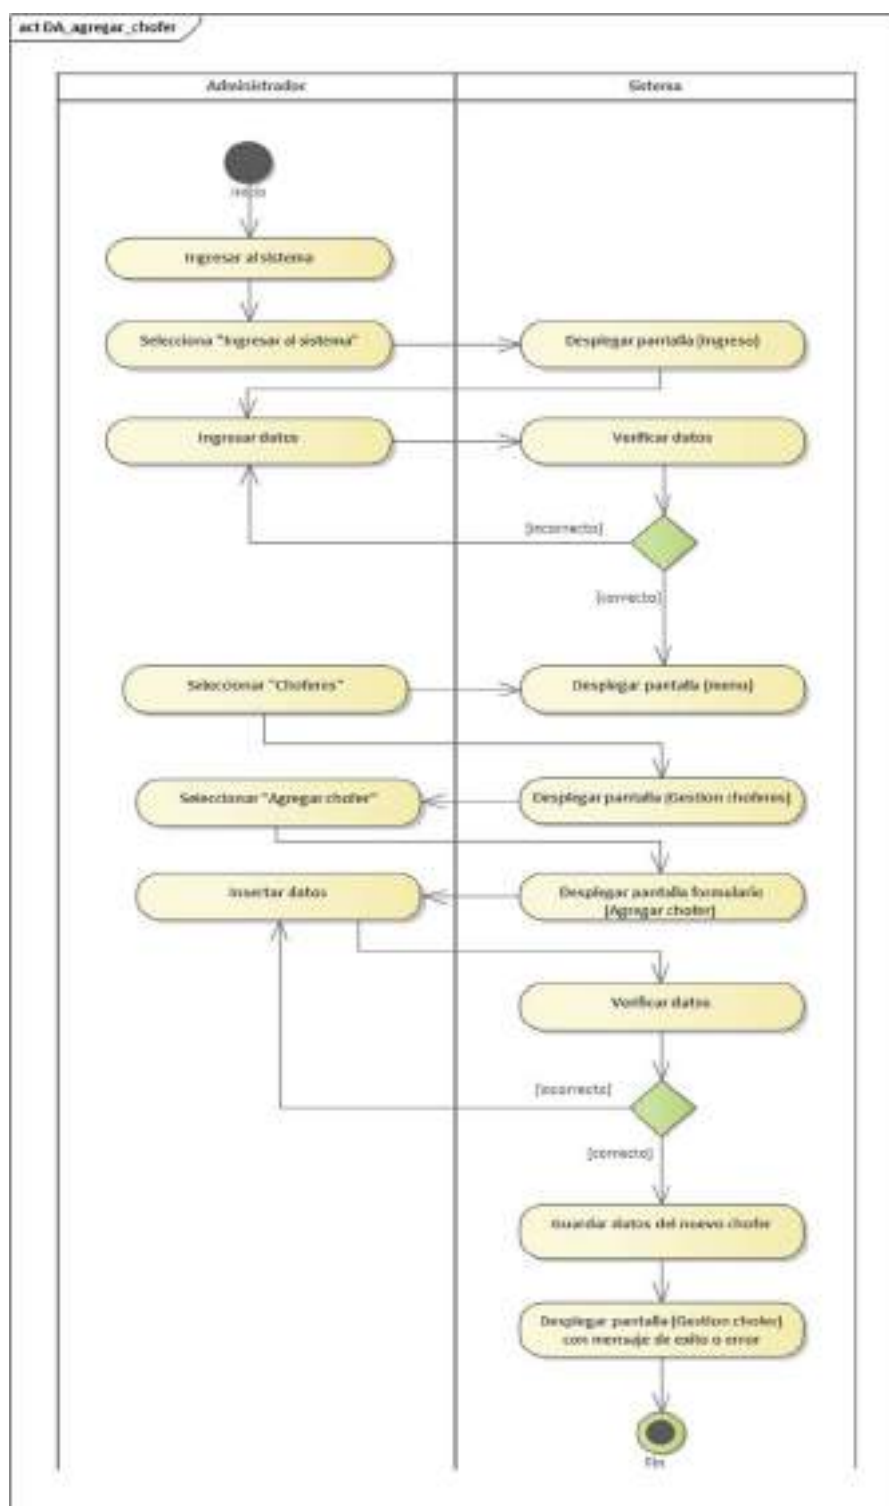 act DA_agregar_chofer
Administrador
Sistema
Inicio
Ingresar al sistema
Selecciona "Ingresar al sistema"
Desplegar pantalla (Ingreso)
Ingresar datos
Verificar datos
[incorrecto]
[correcto]
Seleccionar "Choferes"
Desplegar pantalla (menu)
Seleccionar "Agregar chofer"
Desplegar pantalla (Gestion choferes)
Insertar datos
Desplegar pantalla formulario
(Agregar chofer)
Verificar datos
[incorrecto]
[correcto]
Guardar datos del nuevo chofer
Desplegar pantalla (Gestion chofer)
con mensaje de exito o error
Fin